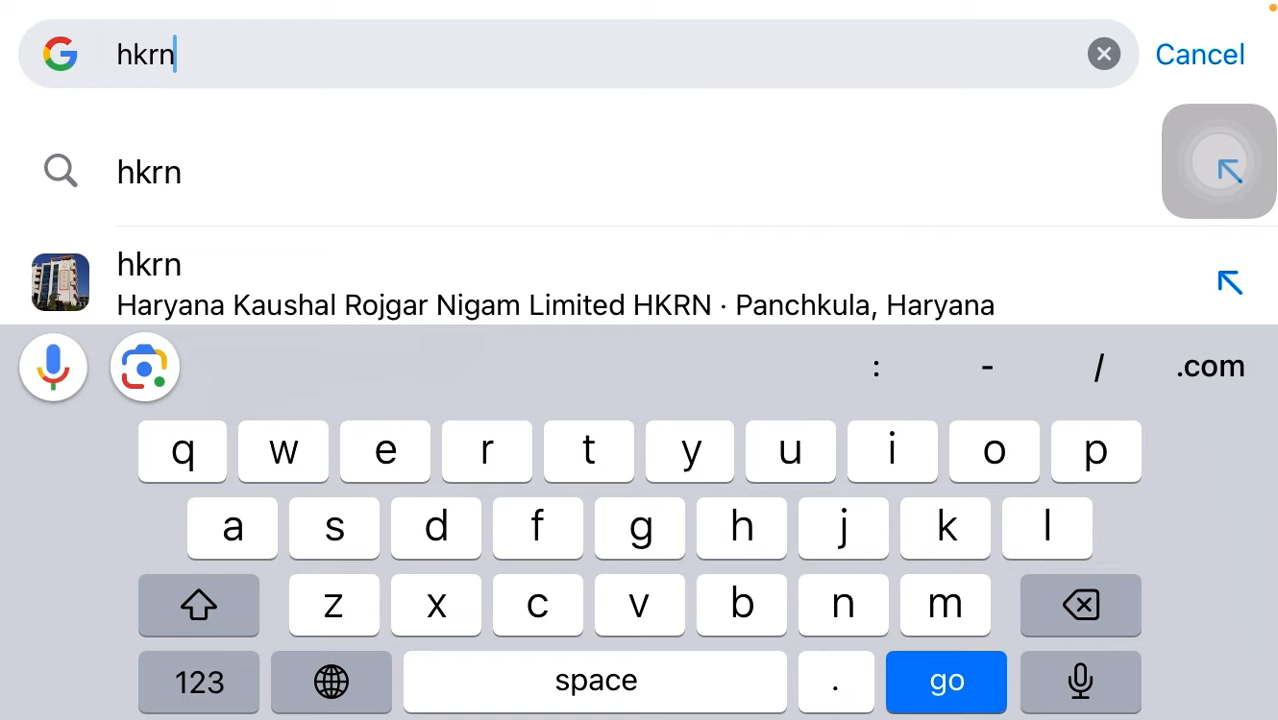 hkrn
Cancel
hkrn
hkrn
Haryana Kaushal Rojgar Nigam Limited HKRN · Panchkula, Haryana
: - / .com
q w e r t y u i o p
a s d f g h j k l
z x c v b n m
123 space . go